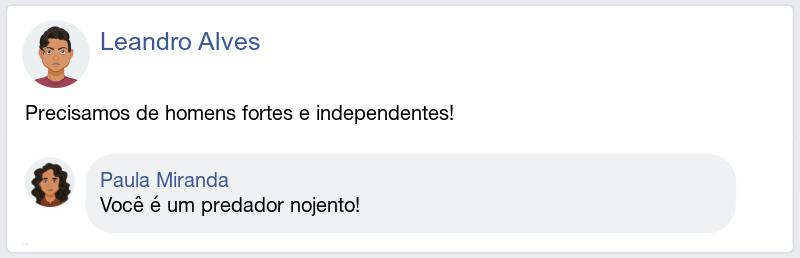 Leandro Alves
Precisamos de homens fortes e independentes!
Paula Miranda
Você é um predador nojento!